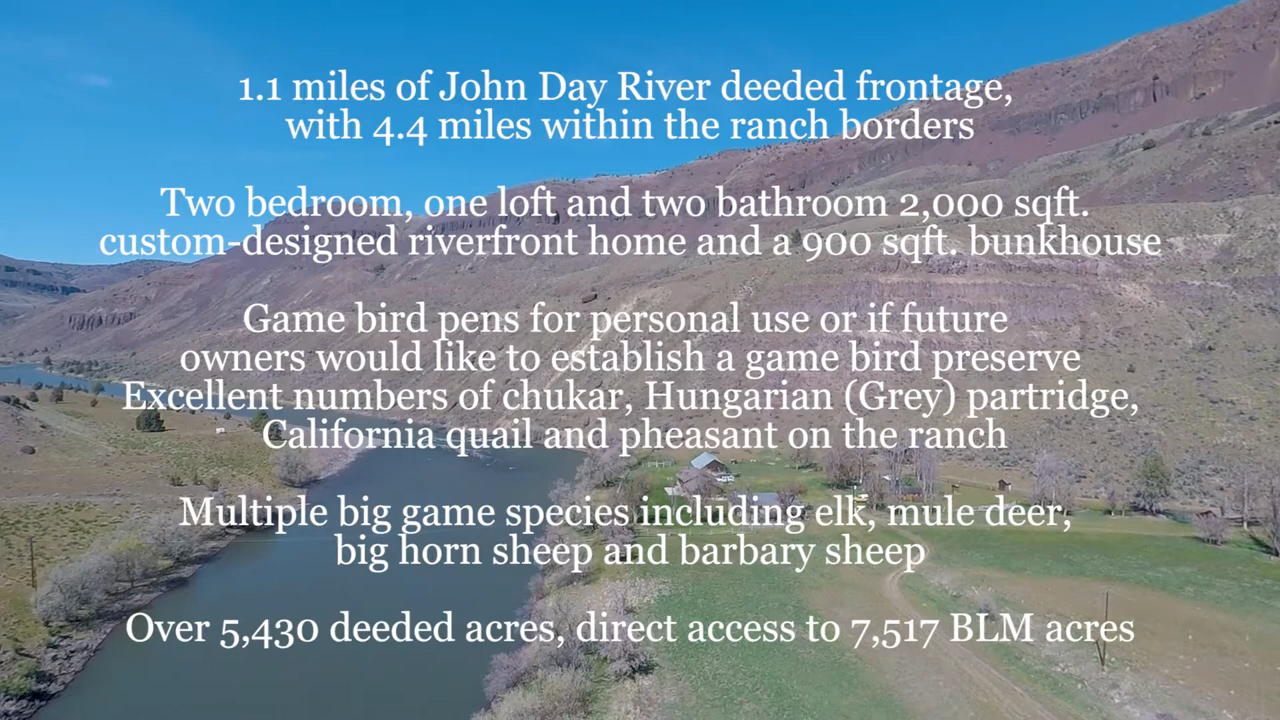 1.1 miles of John Day River deeded frontage,
with 4.4 miles within the ranch borders
Two bedroom, one loft and two bathroom 2,000 sqft.
custom-designed riverfront home and a 900 sqft. bunkhouse
Game bird pens for personal use or if future
owners would like to establish a game bird preserve
Excellent numbers of chukar, Hungarian (Grey) partridge,
California quail and pheasant on the ranch
Multiple big game species including elk, mule deer,
big horn sheep and barbary sheep
Over 5,430 deeded acres, direct access to 7,517 BLM acres